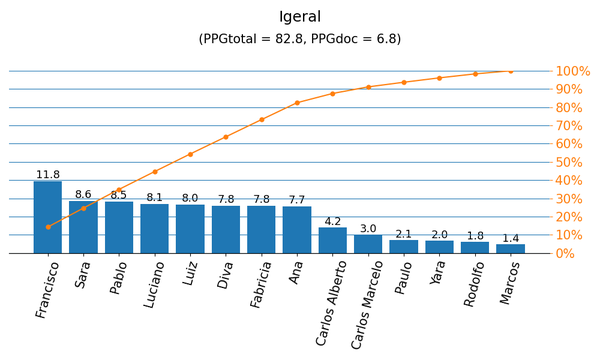 Igeral
(PPGtotal = 82.8, PPGdoc = 6.8)
100%
90%
80%
70%
60%
50%
40%
30%
20%
10%
0%
11.8
8.6
8.5
8.1
8.0
7.8
7.8
7.7
4.2
3.0
2.1
2.0
1.8
1.4
Francisco
Sara
Pablo
Luciano
Luiz
Diva
Fabricia
Ana
Carlos Alberto
Carlos Marcelo
Paulo
Yara
Rodolfo
Marcos